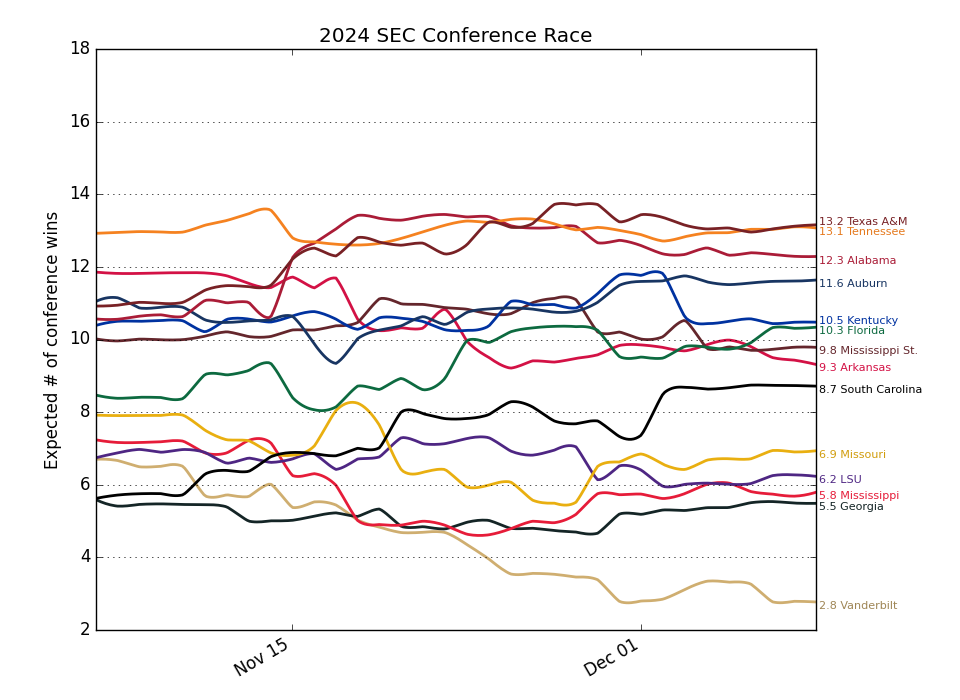 2024 SEC Conference Race
Expected # of conference wins
18
16
14
12
10
8
6
4
2
Nov 15
Dec 01
13.2 Texas A&M
13.1 Tennessee
12.3 Alabama
11.6 Auburn
10.5 Kentucky
10.3 Florida
9.8 Mississippi St.
9.3 Arkansas
8.7 South Carolina
6.9 Missouri
6.2 LSU
5.8 Mississippi
5.5 Georgia
2.8 Vanderbilt